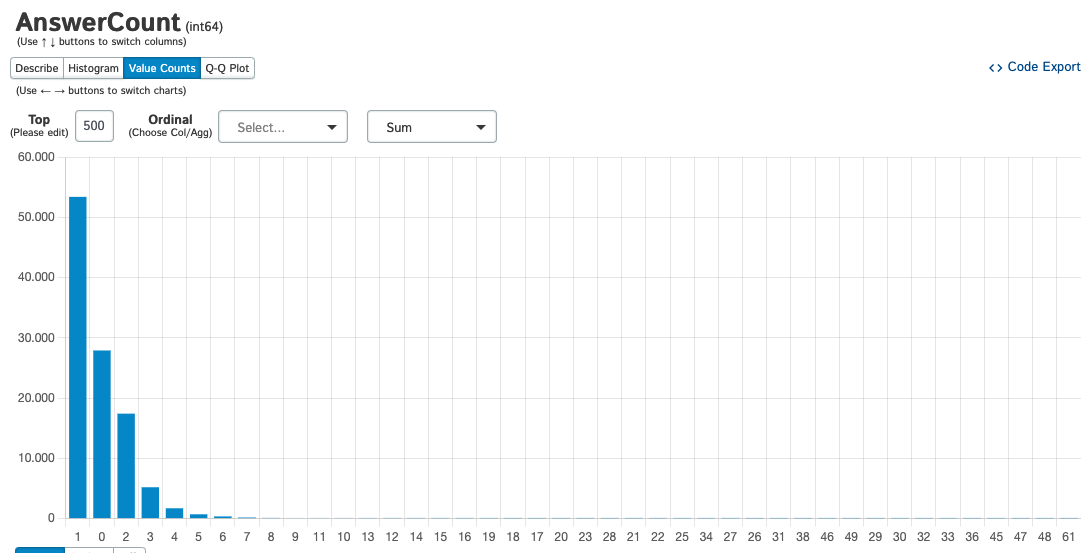 AnswerCount (int64)
(Use ↑ ↓ buttons to switch columns)
Describe Histogram Value Counts Q-Q Plot
<> Code Export
(Use ← → buttons to switch charts)
Top
(Please edit)
500
Ordinal
(Choose Col/Agg)
Select...
Sum
60.000
50.000
40.000
30.000
20.000
10.000
0
1 0 2 3 4 5 6 7 8 9 11 10 13 12 14 15 16 19 18 17 20 23 28 21 22 25 34 27 26 31 38 46 49 29 30 32 33 36 45 47 48 61